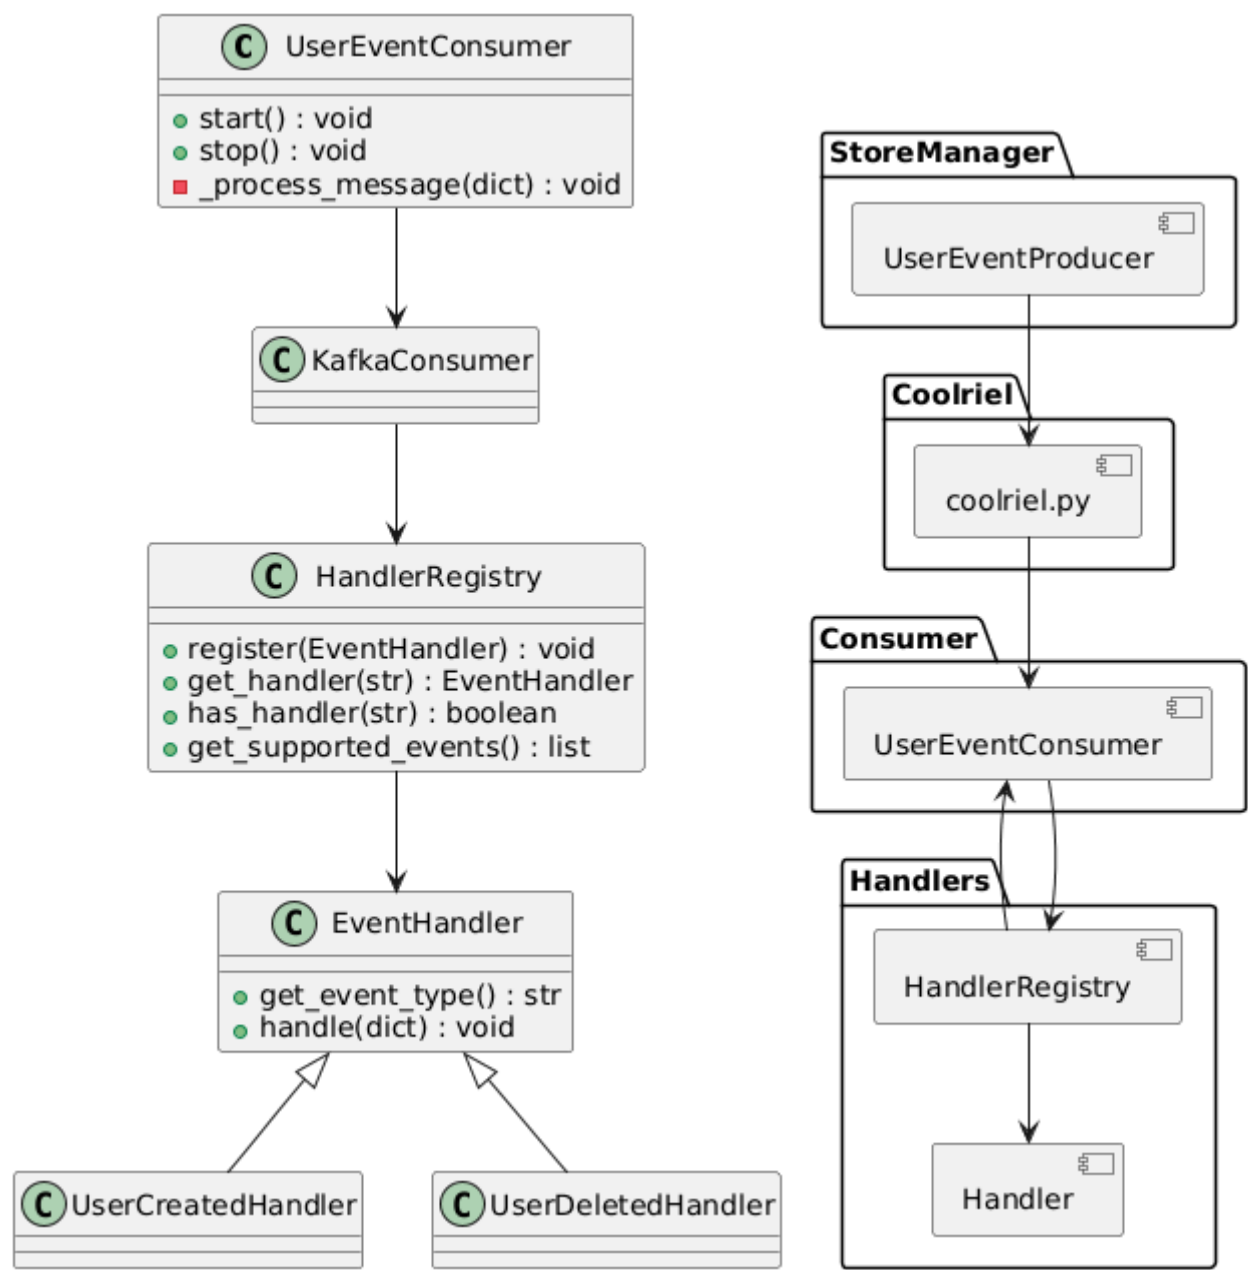 C UserEventConsumer
start() : void
stop() : void
_process_message(dict) : void
C KafkaConsumer
C HandlerRegistry
register(EventHandler) : void
get_handler(str) : EventHandler
has_handler(str) : boolean
get_supported_events() : list
C EventHandler
get_event_type() : str
handle(dict) : void
C UserCreatedHandler
C UserDeletedHandler
StoreManager
UserEventProducer
Coolriel
coolriel.py
Consumer
UserEventConsumer
Handlers
HandlerRegistry
Handler